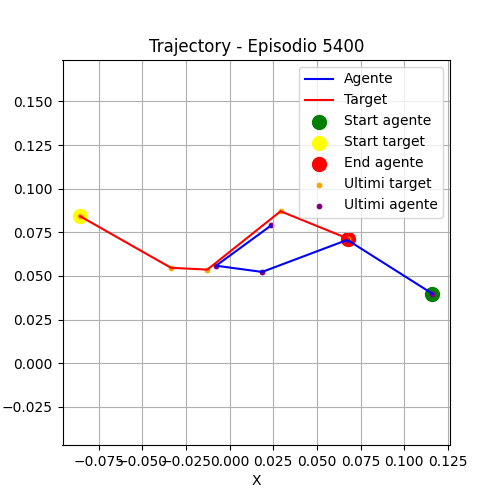 Trajectory - Episodio 5400
Agente
Target
Start agente
Start target
End agente
Ultimi target
Ultimi agente
0.150
0.125
0.100
0.075
0.050
0.025
0.000
−0.025
−0.075 −0.050 −0.025 0.000 0.025 0.050 0.075 0.100 0.125
X